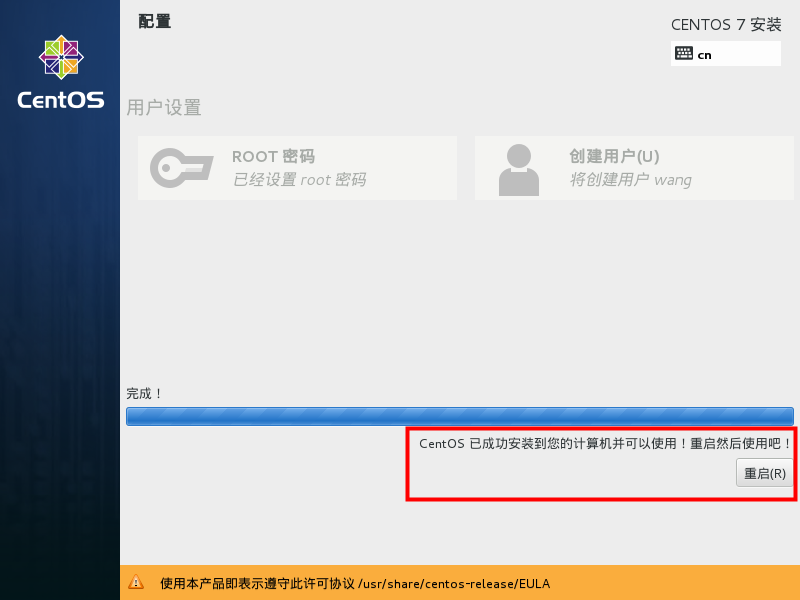 配置
CENTOS 7 安装
cn
CentOS
用户设置
ROOT 密码
已经设置 root 密码
创建用户(U)
将创建用户 wang
完成！
CentOS 已成功安装到您的计算机并可以使用！重启然后使用吧！
重启(R)
使用本产品即表示遵守此许可协议 /usr/share/centos-release/EULA